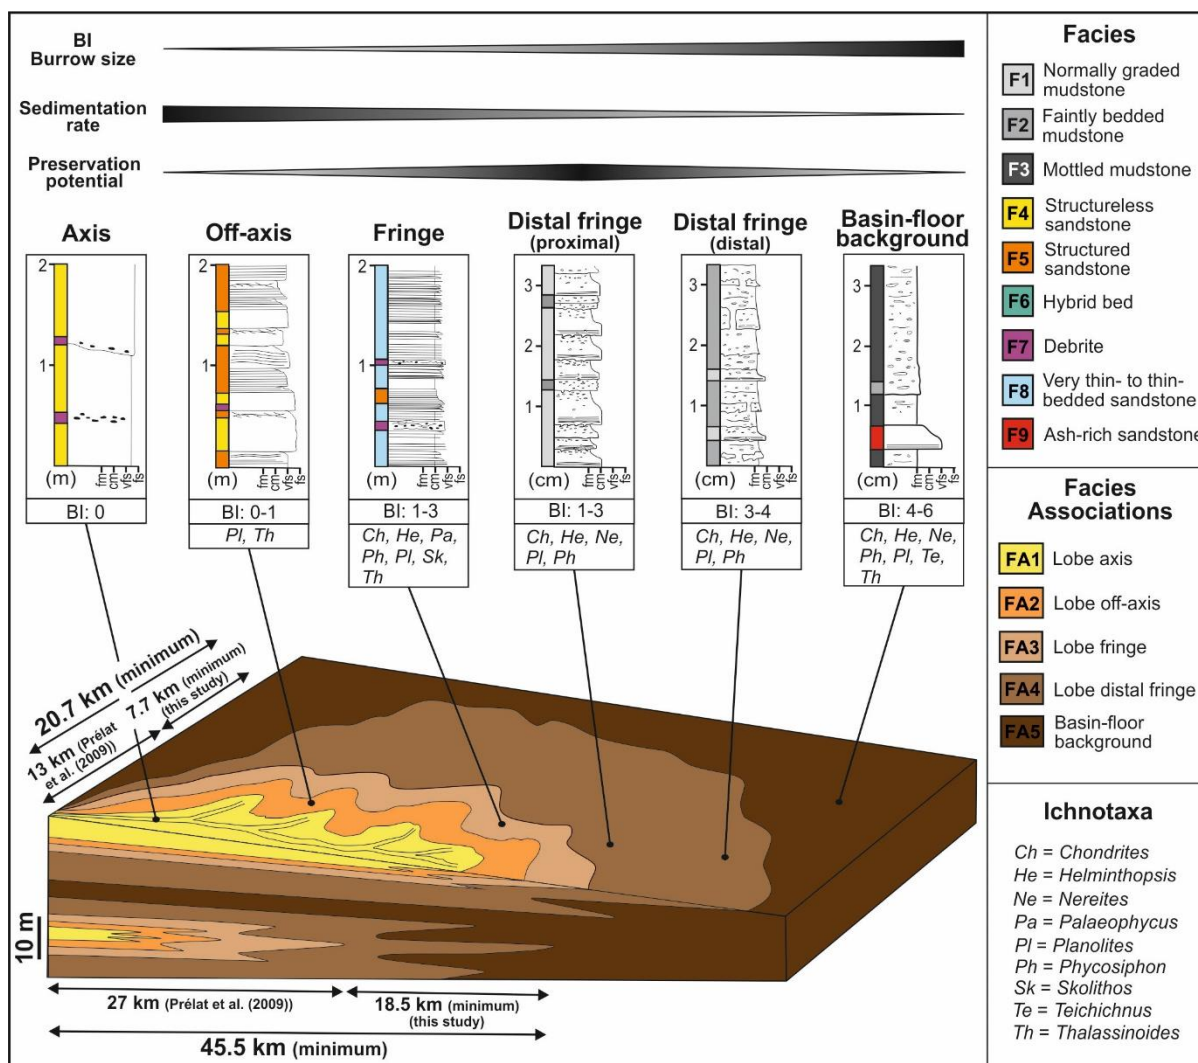 BI
Burrow size
Sedimentation
rate
Preservation
potential
Axis
Off-axis
Fringe
Distal fringe
(proximal)
Distal fringe
(distal)
Basin-floor
background
2
1
(m)
fm
cm
vfs
fs
2
1
(m)
fm
cm
vfs
fs
2
1
(m)
fm
cm
vfs
fs
3
2
1
(cm)
fm
cm
vfs
fs
3
2
1
(cm)
fm
cm
vfs
fs
3
2
1
(cm)
fm
cm
vfs
fs
BI: 0
BI: 0-1
Pl, Th
BI: 1-3
Ch, He, Pa,
Ph, Pl, Sk,
Th
BI: 1-3
Ch, He, Ne,
Pl, Ph
BI: 3-4
Ch, He, Ne,
Pl, Ph
BI: 4-6
Ch, He, Ne,
Ph, Pl, Te,
Th
20.7 km (minimum)
13 km (Prélat
et al. (2009))
7.7 km (minimum)
(this study)
10 m
27 km (Prélat et al. (2009))
18.5 km (minimum)
(this study)
45.5 km (minimum)
Facies
F1 Normally graded
mudstone
F2 Faintly bedded
mudstone
F3 Mottled mudstone
F4 Structureless
sandstone
F5 Structured
sandstone
F6 Hybrid bed
F7 Debrite
F8 Very thin- to thin-
bedded sandstone
F9 Ash-rich sandstone
Facies
Associations
FA1 Lobe axis
FA2 Lobe off-axis
FA3 Lobe fringe
FA4 Lobe distal fringe
FA5 Basin-floor
background
Ichnotaxa
Ch = Chondrites
He = Helminthopsis
Ne = Nereites
Pa = Palaeophycus
Pl = Planolites
Ph = Phycosiphon
Sk = Skolithos
Te = Teichichnus
Th = Thalassinoides